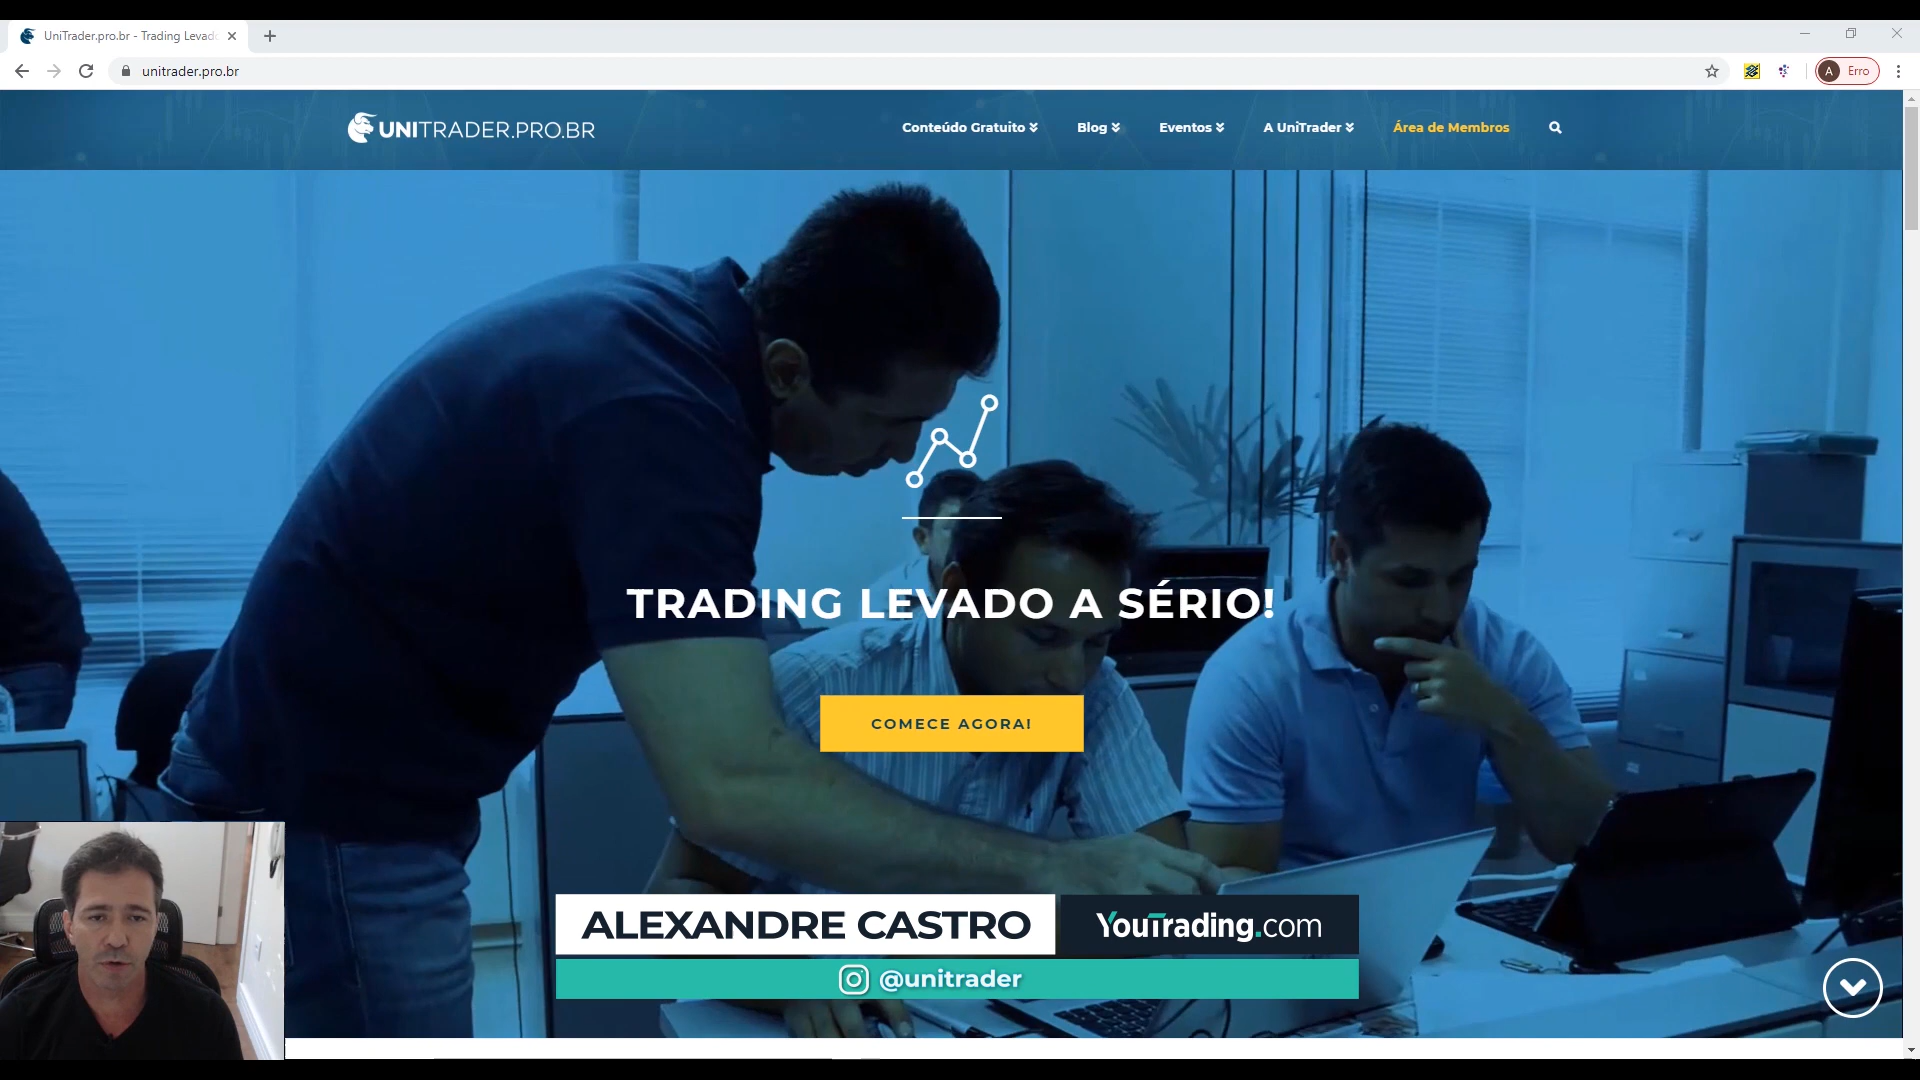 UniTrader.pro.br - Trading Levad
unitrader.pro.br
A Erro
UNITRADER.PRO.BR
Conteúdo Gratuito
Blog
Eventos
A UniTrader
Área de Membros
TRADING LEVADO A SÉRIO!
COMECE AGORA!
ALEXANDRE CASTRO
YouTrading.com
@unitrader